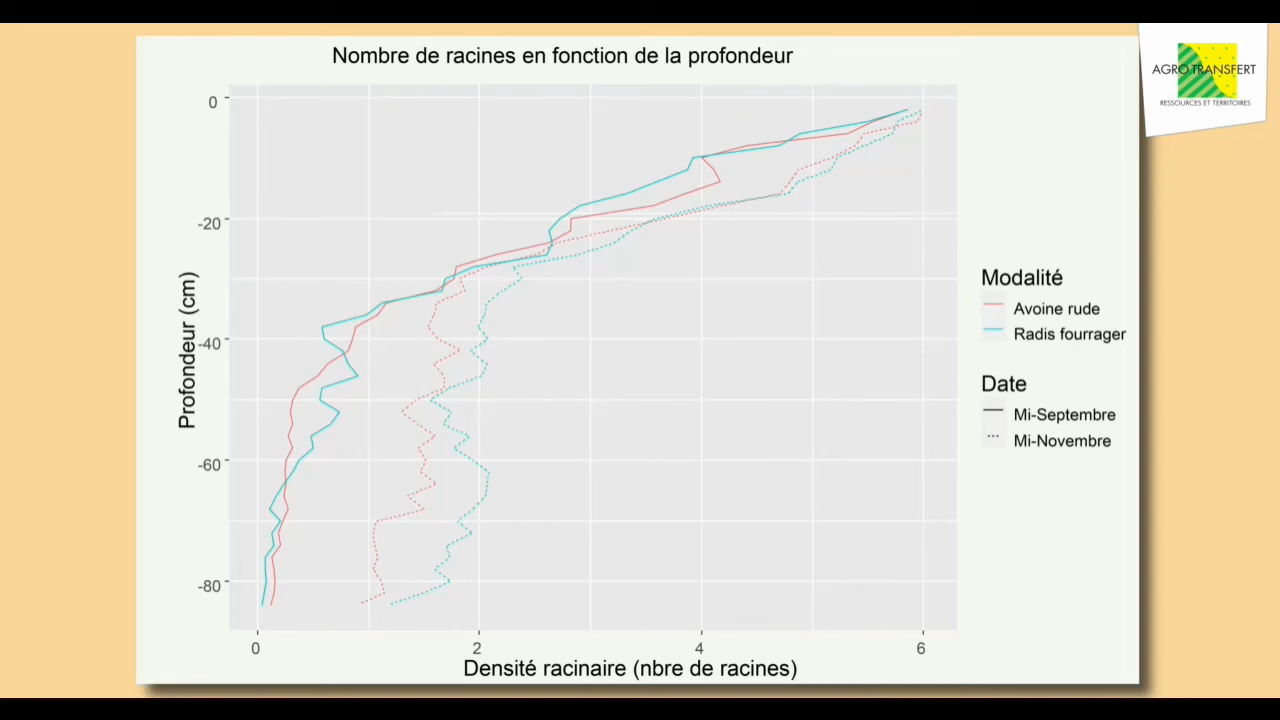 Nombre de racines en fonction de la profondeur
AGRO TRANSFERT
RESSOURCES ET TERRITOIRES
0
-20
-40
-60
-80
Profondeur (cm)
0 2 4 6
Densité racinaire (nbre de racines)
Modalité
Avoine rude
Radis fourrager
Date
Mi-Septembre
Mi-Novembre